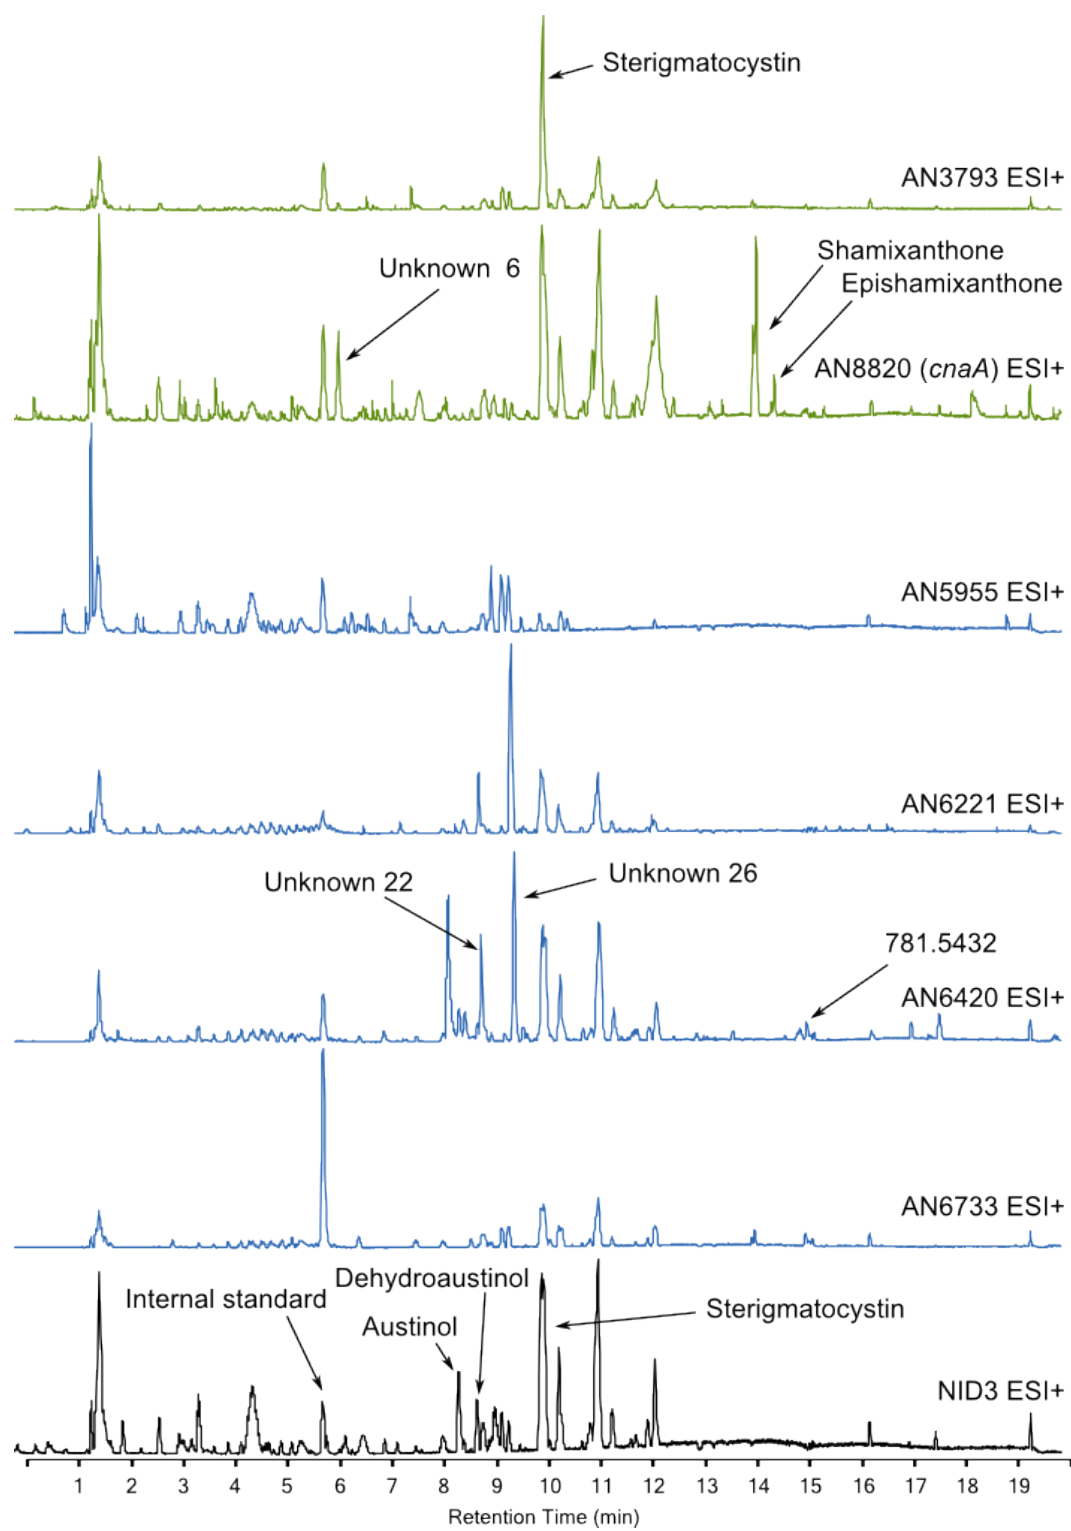 Sterigmatocystin
AN3793 ESI+
Unknown 6
Shamixanthone
Epishamixanthone
AN8820 (cnaA) ESI+
AN5955 ESI+
AN6221 ESI+
Unknown 22
Unknown 26
781.5432
AN6420 ESI+
AN6733 ESI+
Dehydroaustinol
Internal standard
Austinol
Sterigmatocystin
NID3 ESI+
1 2 3 4 5 6 7 8 9 10 11 12 13 14 15 16 17 18 19
Retention Time (min)